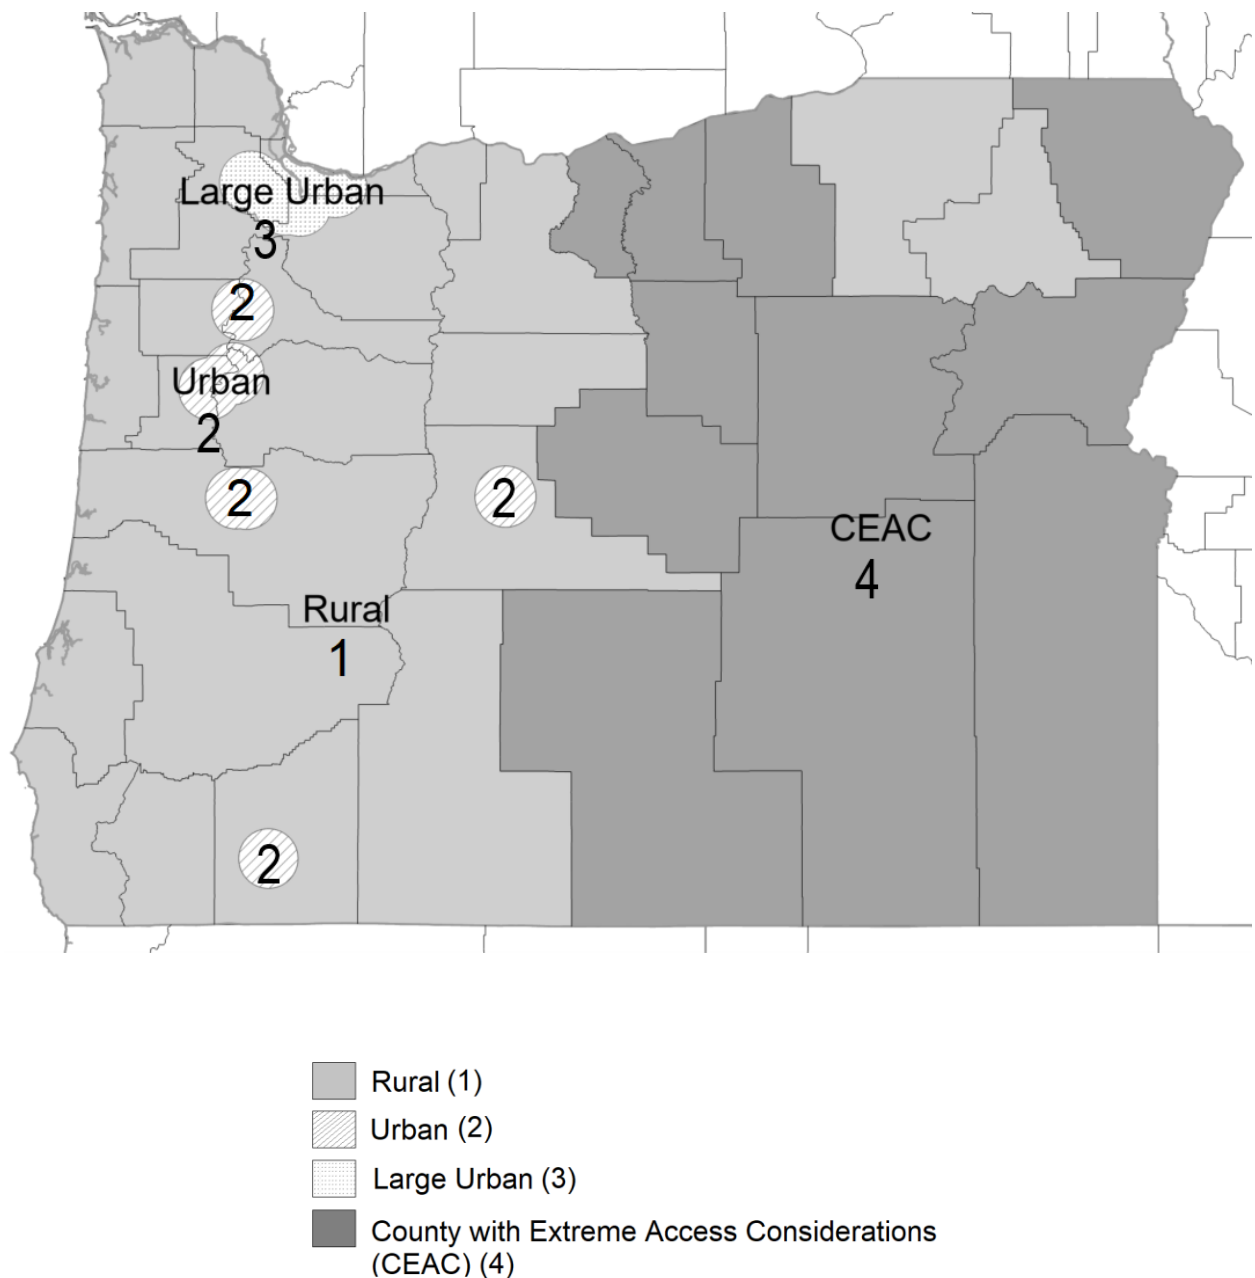 Large Urban
3
2
Urban
2
2
2
CEAC
4
Rural
1
2
Rural (1)
Urban (2)
Large Urban (3)
County with Extreme Access Considerations
(CEAC) (4)